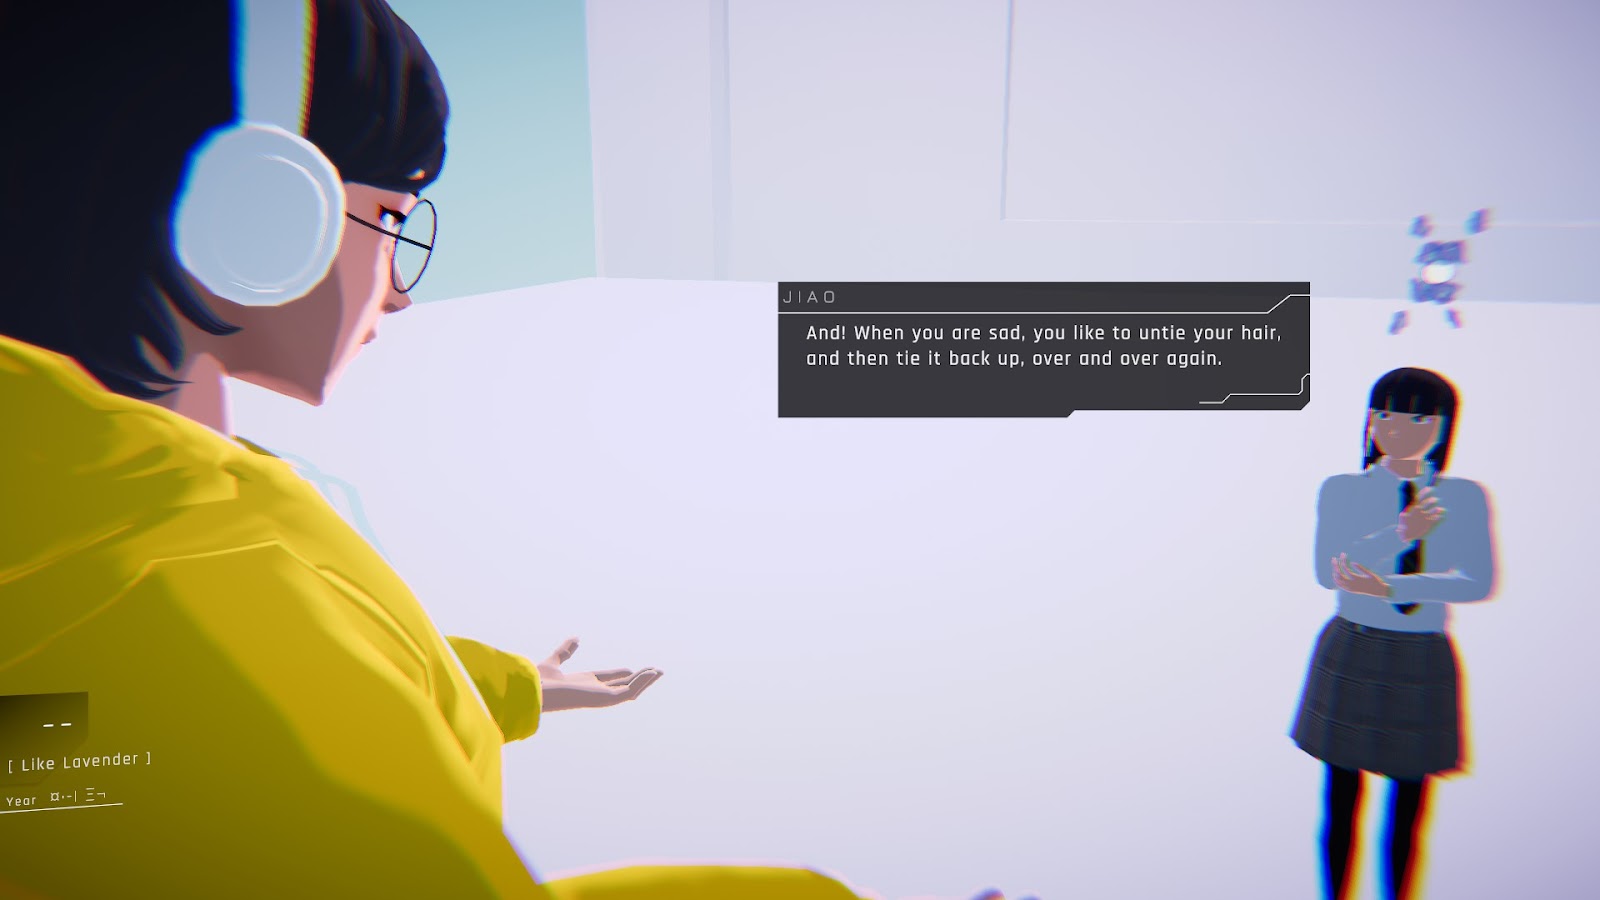 JIAO
And! When you are sad, you like to untie your hair,
and then tie it back up, over and over again.
--
[ Like Lavender ]
Year